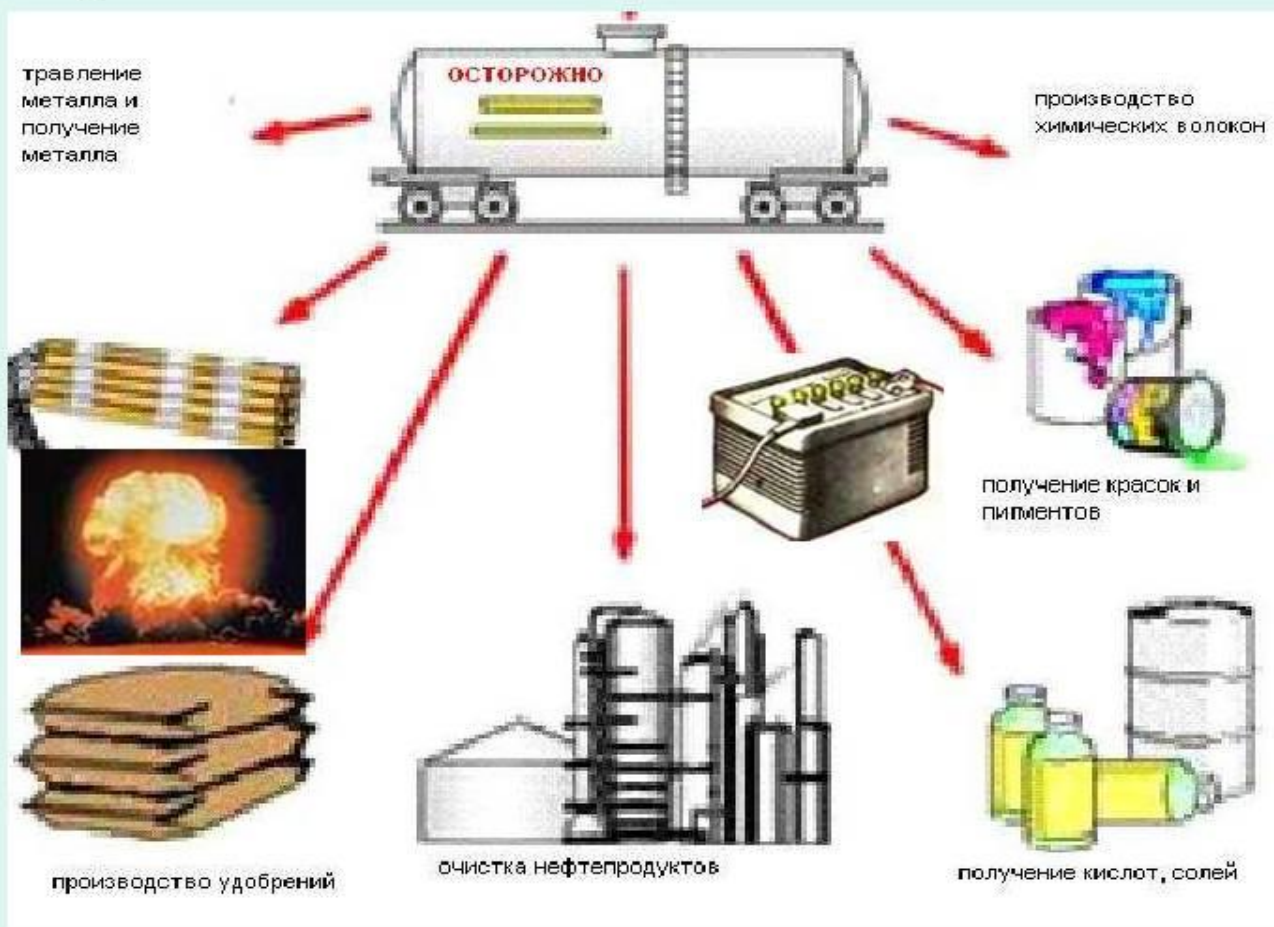 травление
металла и
получение
металла
ОСТОРОЖНО
производство
химических волокон
получение красок и
пигментов
производство удобрений
очистка нефтепродуктов
получение кислот, солей